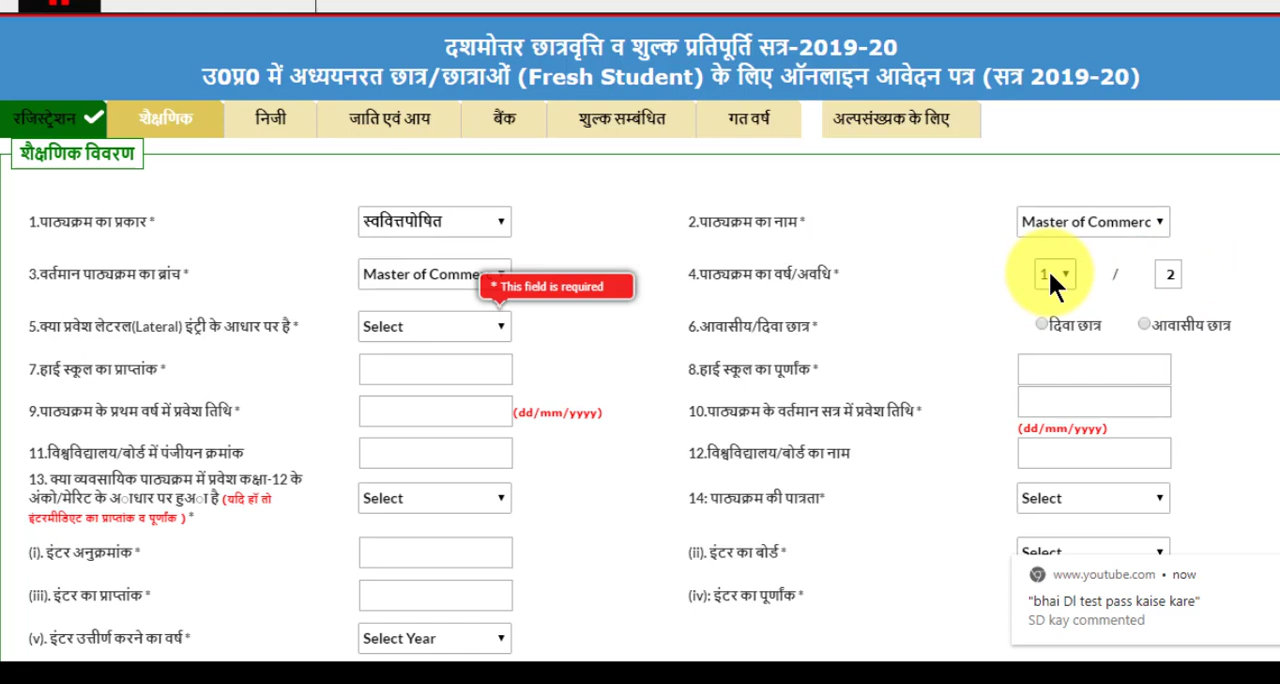 दशमोत्तर छात्रवृत्ति व शुल्क प्रतिपूर्ति सत्र-2019-20
उ0प्र0 में अध्ययनरत छात्र/छात्राओं (Fresh Student) के लिए ऑनलाइन आवेदन पत्र (सत्र 2019-20)
रजिस्ट्रेशन शैक्षणिक निजी जाति एवं आय बैंक शुल्क सम्बंधित गत वर्ष अल्पसंख्यक के लिए
शैक्षणिक विवरण
1.पाठ्यक्रम का प्रकार * स्ववित्तपोषित 2.पाठ्यक्रम का नाम * Master of Commerc
3.वर्तमान पाठ्यक्रम का ब्रांच * Master of Comme 4.पाठ्यक्रम का वर्ष/अवधि * 1 / 2
* This field is required
5.क्या प्रवेश लेटरल(Lateral) इंट्री के आधार पर है * Select 6.आवासीय/दिवा छात्र * दिवा छात्र आवासीय छात्र
7.हाई स्कूल का प्राप्तांक * 8.हाई स्कूल का पूर्णांक *
9.पाठ्यक्रम के प्रथम वर्ष में प्रवेश तिथि * (dd/mm/yyyy) 10.पाठ्यक्रम के वर्तमान सत्र में प्रवेश तिथि *
(dd/mm/yyyy)
11.विश्वविद्यालय/बोर्ड में पंजीयन क्रमांक 12.विश्वविद्यालय/बोर्ड का नाम
13. क्या व्यवसायिक पाठ्यक्रम में प्रवेश कक्षा-12 के
अंको/मेरिट के अाधार पर हुअा है (यदि हाँ तो Select 14: पाठ्यक्रम की पात्रता* Select
इंटरमीडिएट का प्राप्तांक व पूर्णांक ) *
(i). इंटर अनुक्रमांक * (ii). इंटर का बोर्ड * Select
www.youtube.com • now
(iii). इंटर का प्राप्तांक * (iv): इंटर का पूर्णांक * "bhai Dl test pass kaise kare"
SD kay commented
(v). इंटर उत्तीर्ण करने का वर्ष * Select Year